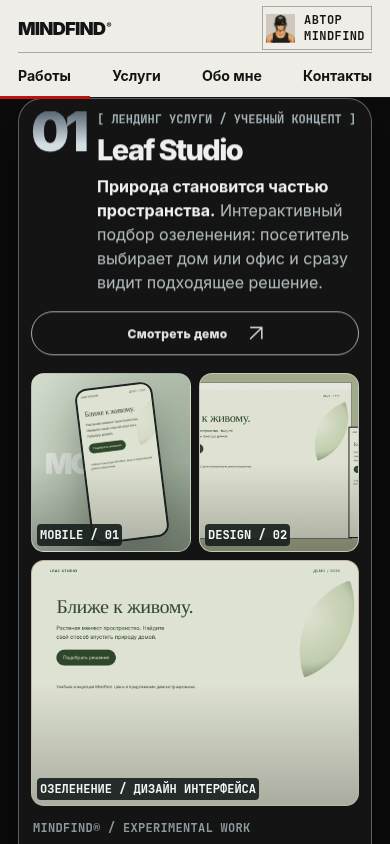 MINDFIND®
АВТОР
MINDFIND
Работы Услуги Обо мне Контакты
01
[ ЛЕНДИНГ УСЛУГИ / УЧЕБНЫЙ КОНЦЕПТ ]
Leaf Studio
Природа становится частью
пространства. Интерактивный
подбор озеленения: посетитель
выбирает дом или офис и сразу
видит подходящее решение.
Смотреть демо
Ближе к живому.
MOBILE / 01
к живому.
DESIGN / 02
LEAF STUDIO
ДЕМО / 2026
Ближе к живому.
Растения меняют пространство. Найдите
свой способ впустить природу домой.
Подобрать решение
ОЗЕЛЕНЕНИЕ / ДИЗАЙН ИНТЕРФЕЙСА
MINDFIND® / EXPERIMENTAL WORK